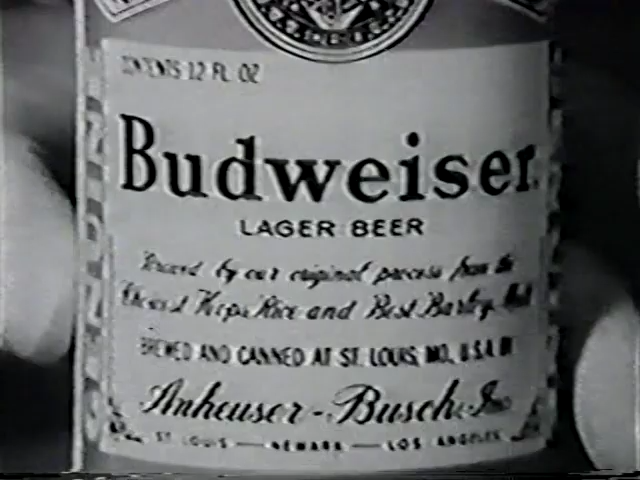 CONTENTS 12 FL. OZ.
Budweiser
LAGER BEER
Brewed by our original process from the
Choicest Hops, Rice and Best Barley Malt
BREWED AND CANNED AT ST. LOUIS, MO., U.S.A. BY
Anheuser-Busch, Inc.
ST. LOUIS — NEWARK — LOS ANGELES
GENUINE